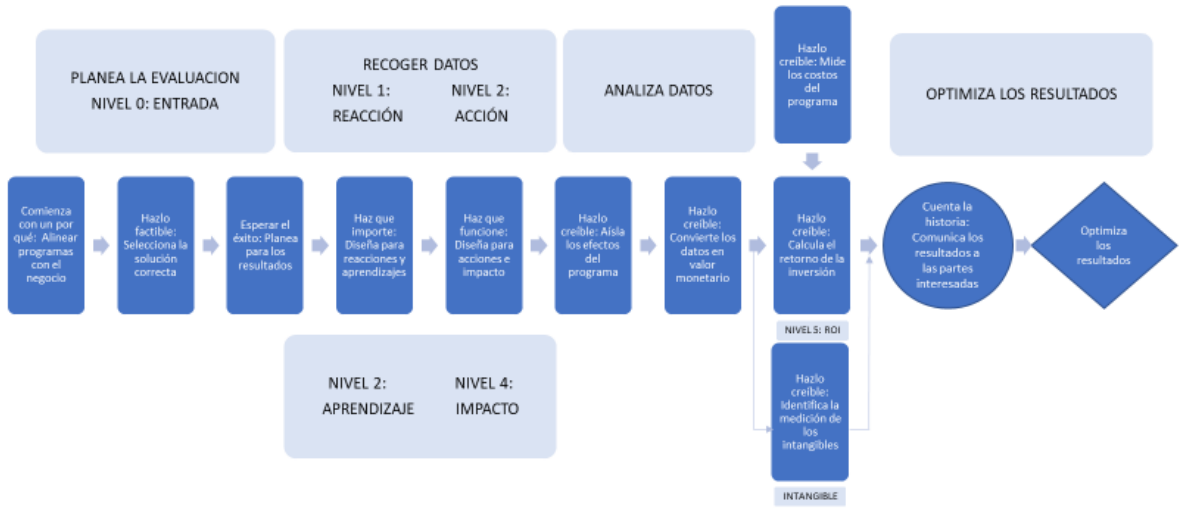 PLANEA LA EVALUACION
NIVEL 0: ENTRADA
RECOGER DATOS
NIVEL 1:
REACCIÓN
NIVEL 2:
ACCIÓN
ANALIZA DATOS
Hazlo
creíble: Mide
los costos
del
programa
OPTIMIZA LOS RESULTADOS
Comienza
con un por
qué: Alinear
programas
con el
negocio
Hazlo
factible:
Selecciona la
solución
correcta
Esperar el
éxito: Planea
para los
resultados
Haz que
importe:
Diseña para
reacciones y
aprendizajes
Haz que
funcione:
Diseña para
acciones e
impacto
Hazlo
creíble: Aísla
los efectos
del
programa
Hazlo
creíble:
Convierte los
datos en
valor
monetario
Hazlo
creíble:
Calcula el
retorno de la
inversión
Cuenta la
historia:
Comunica los
resultados a
las partes
interesadas
Optimiza
los
resultados
NIVEL 5: ROI
NIVEL 2:
APRENDIZAJE
NIVEL 4:
IMPACTO
Hazlo
creíble:
Identifica la
medición de
los
intangibles
INTANGIBLE